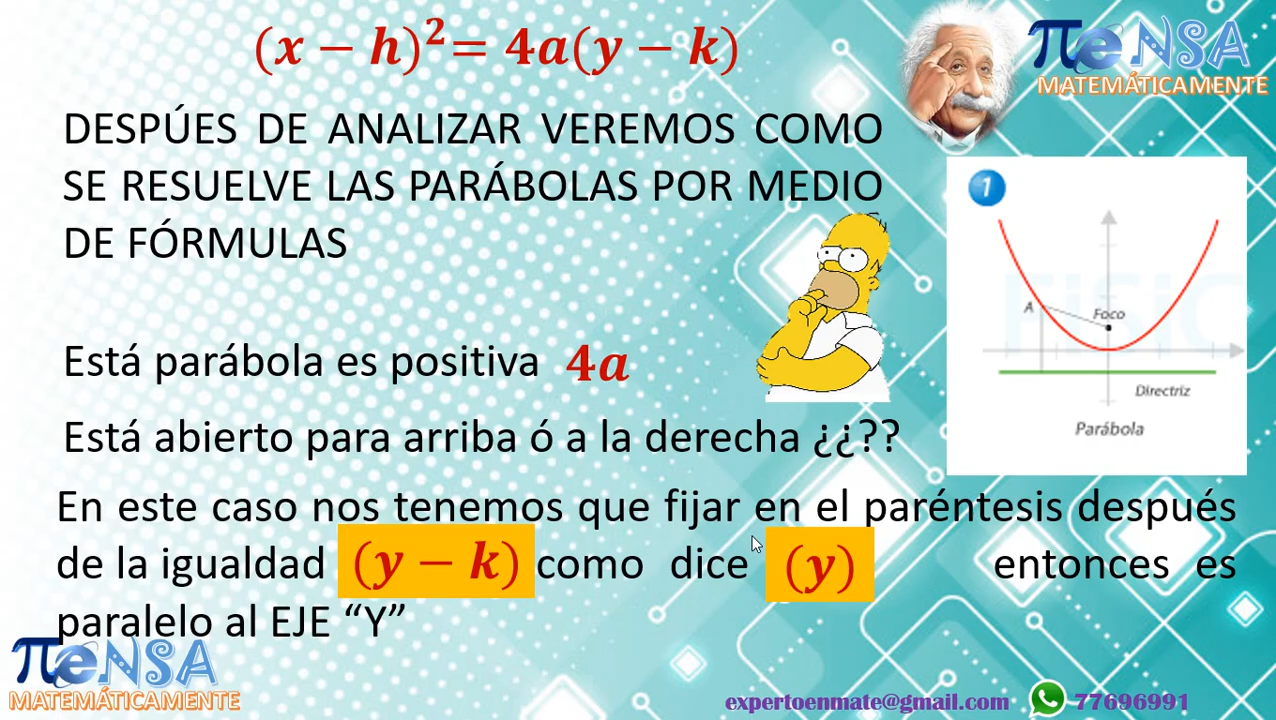 (x − h)²= 4a(y − k)
πeNSA
MATEMÁTICAMENTE
DESPÚES DE ANALIZAR VEREMOS COMO
SE RESUELVE LAS PARÁBOLAS POR MEDIO
DE FÓRMULAS
1
A
Foco
Directriz
Parábola
Está parábola es positiva 4a
Está abierto para arriba ó a la derecha ¿¿??
En este caso nos tenemos que fijar en el paréntesis después
de la igualdad (y − k) como dice (y) entonces es
paralelo al EJE “Y”
πeNSA
MATEMÁTICAMENTE
expertoenmate@gmail.com 77696991